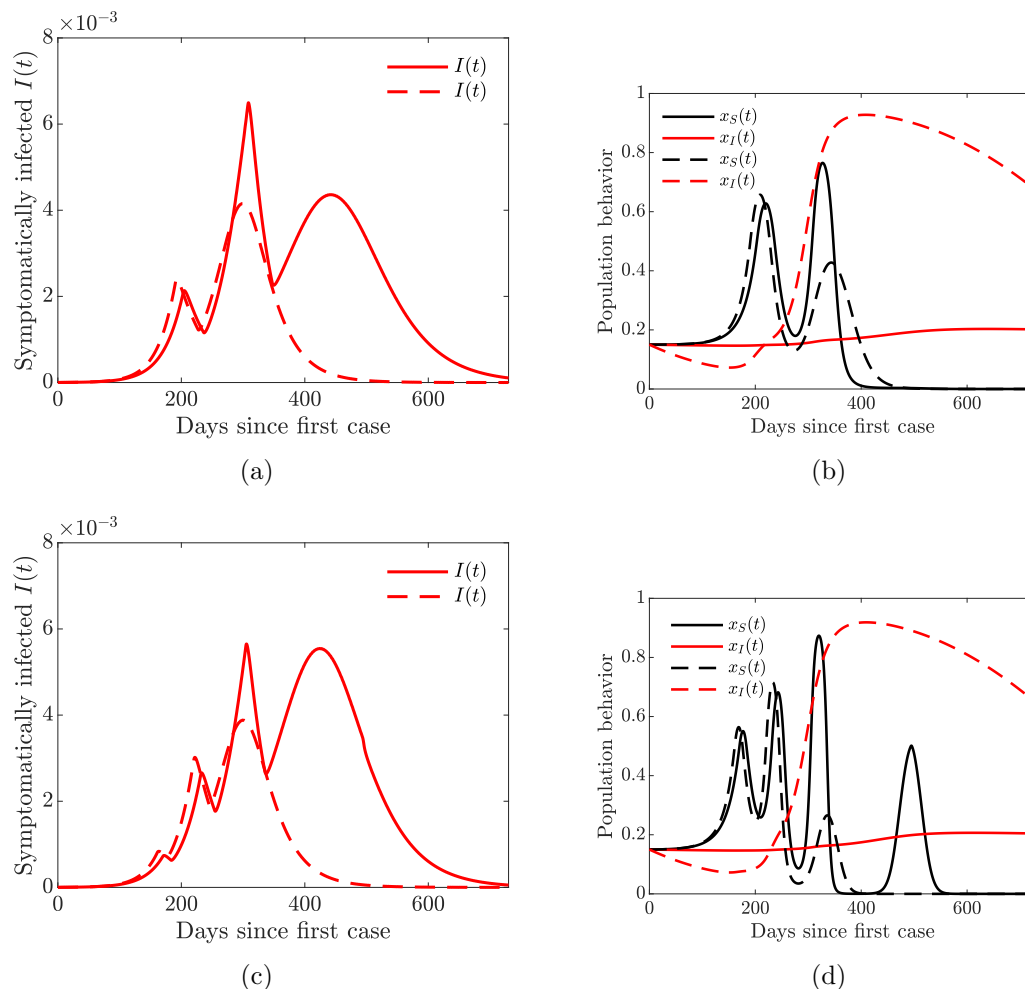 ×10⁻³
8
6
4
2
0
0 200 400 600
Symptomatically infected I(t)
Days since first case
I(t)
I(t)
(a)
1
0.8
0.6
0.4
0.2
0
0 200 400 600
Population behavior
Days since first case
x_S(t)
x_I(t)
x_S(t)
x_I(t)
(b)
×10⁻³
8
6
4
2
0
0 200 400 600
Symptomatically infected I(t)
Days since first case
I(t)
I(t)
(c)
1
0.8
0.6
0.4
0.2
0
0 200 400 600
Population behavior
Days since first case
x_S(t)
x_I(t)
x_S(t)
x_I(t)
(d)